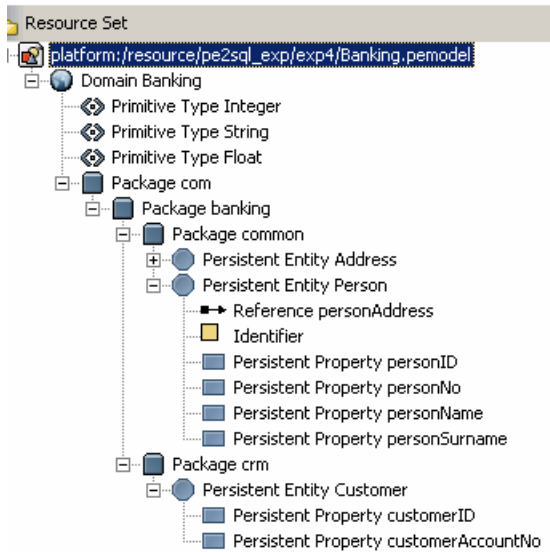 Resource Set
platform:/resource/pe2sql_exp/exp4/Banking.pemodel
Domain Banking
Primitive Type Integer
Primitive Type String
Primitive Type Float
Package com
Package banking
Package common
Persistent Entity Address
Persistent Entity Person
Reference personAddress
Identifier
Persistent Property personID
Persistent Property personNo
Persistent Property personName
Persistent Property personSurname
Package crm
Persistent Entity Customer
Persistent Property customerID
Persistent Property customerAccountNo